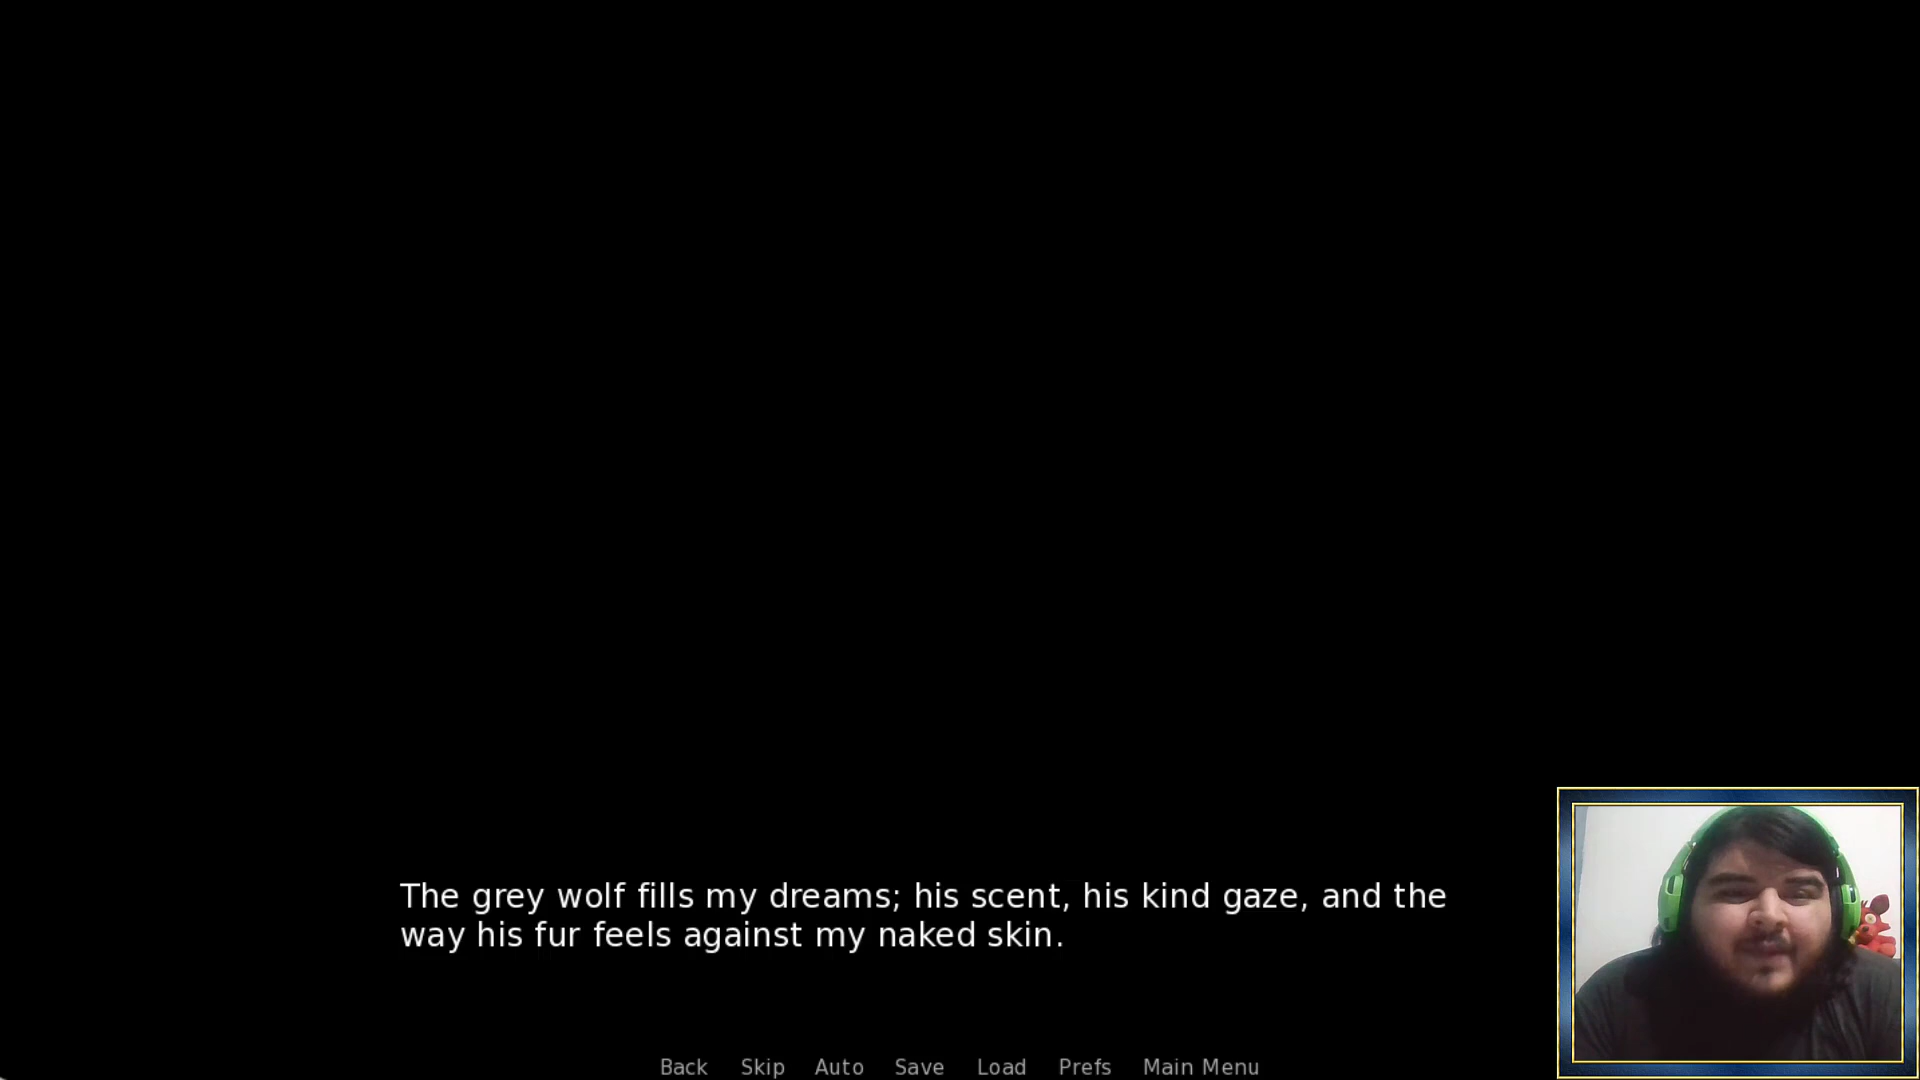 The grey wolf fills my dreams; his scent, his kind gaze, and the
way his fur feels against my naked skin.
Back Skip Auto Save Load Prefs Main Menu